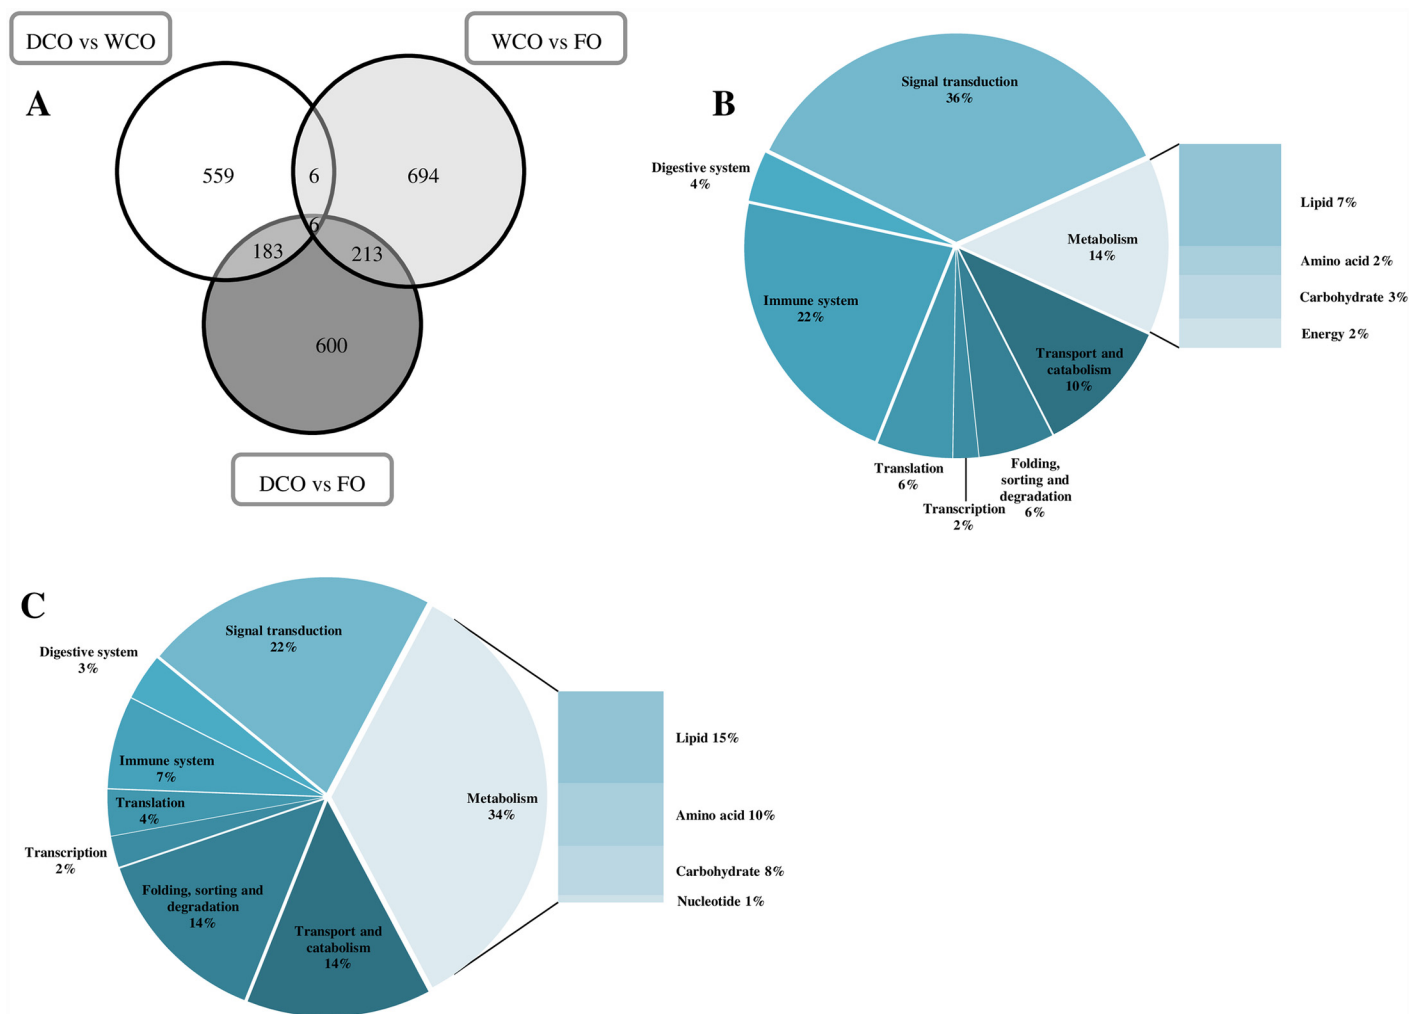 DCO vs WCO
WCO vs FO
A
559
6
694
6
183
213
600
DCO vs FO
B
Signal transduction
36%
Digestive system
4%
Metabolism
14%
Immune system
22%
Transport and
catabolism
10%
Translation
6%
Transcription
2%
Folding,
sorting and
degradation
6%
Lipid 7%
Amino acid 2%
Carbohydrate 3%
Energy 2%
C
Signal transduction
22%
Digestive system
3%
Immune system
7%
Translation
4%
Transcription
2%
Folding, sorting and
degradation
14%
Transport and
catabolism
14%
Metabolism
34%
Lipid 15%
Amino acid 10%
Carbohydrate 8%
Nucleotide 1%